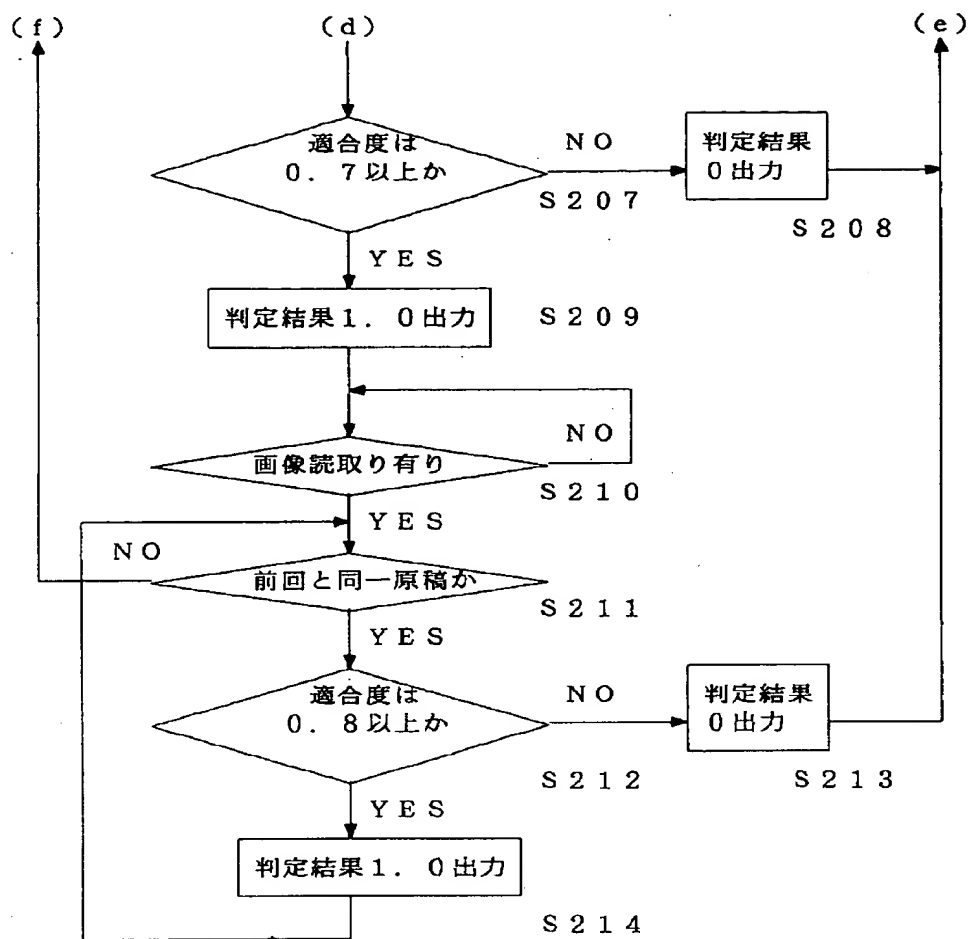 (f)
(d)
(e)
適合度は
0．7以上か
NO
S207
判定結果
0出力
S208
YES
判定結果1．0出力
S209
NO
画像読取り有り
S210
YES
NO
前回と同一原稿か
S211
YES
適合度は
0．8以上か
NO
S212
判定結果
0出力
S213
YES
判定結果1．0出力
S214